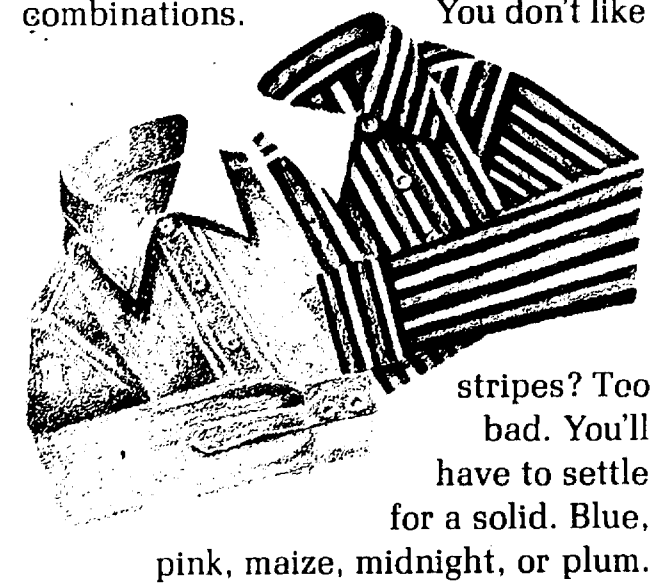 combinations. You don't like
stripes? Too
bad. You'll
have to settle
for a solid. Blue,
pink, maize, midnight, or plum.